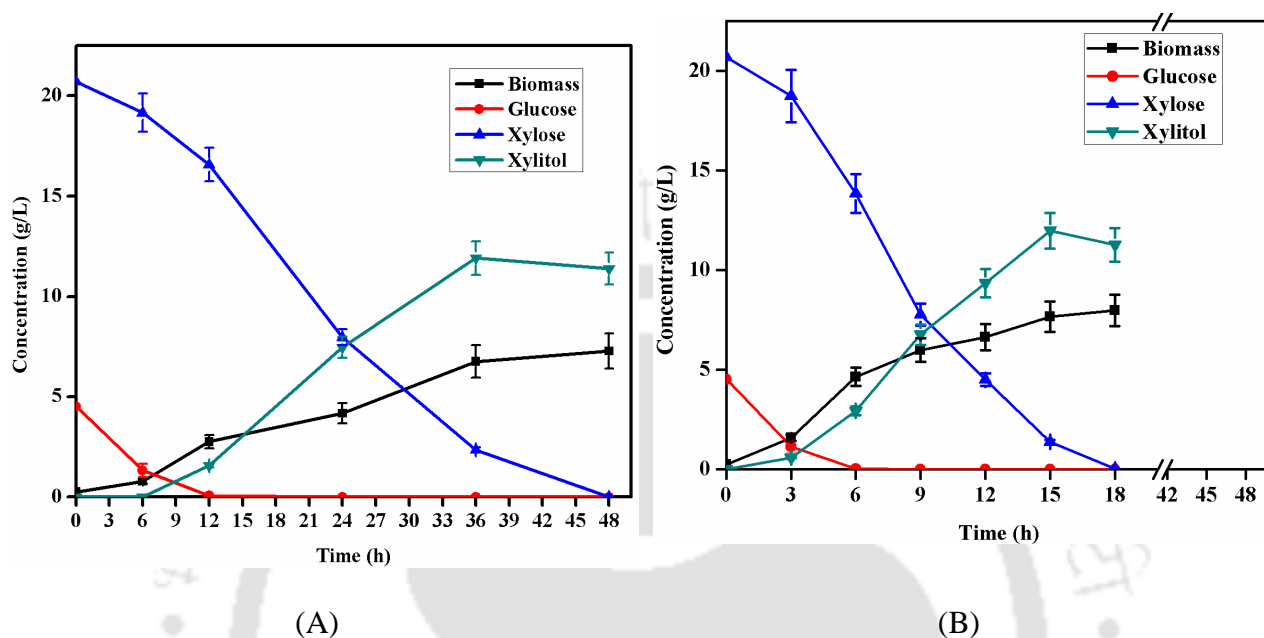 Concentration (g/L)
20
15
10
5
0
Biomass
Glucose
Xylose
Xylitol
0 3 6 9 12 15 18 21 24 27 30 33 36 39 42 45 48
Time (h)
(A)
Concentration (g/L)
20
15
10
5
0
Biomass
Glucose
Xylose
Xylitol
0 3 6 9 12 15 18 42 45 48
Time (h)
(B)